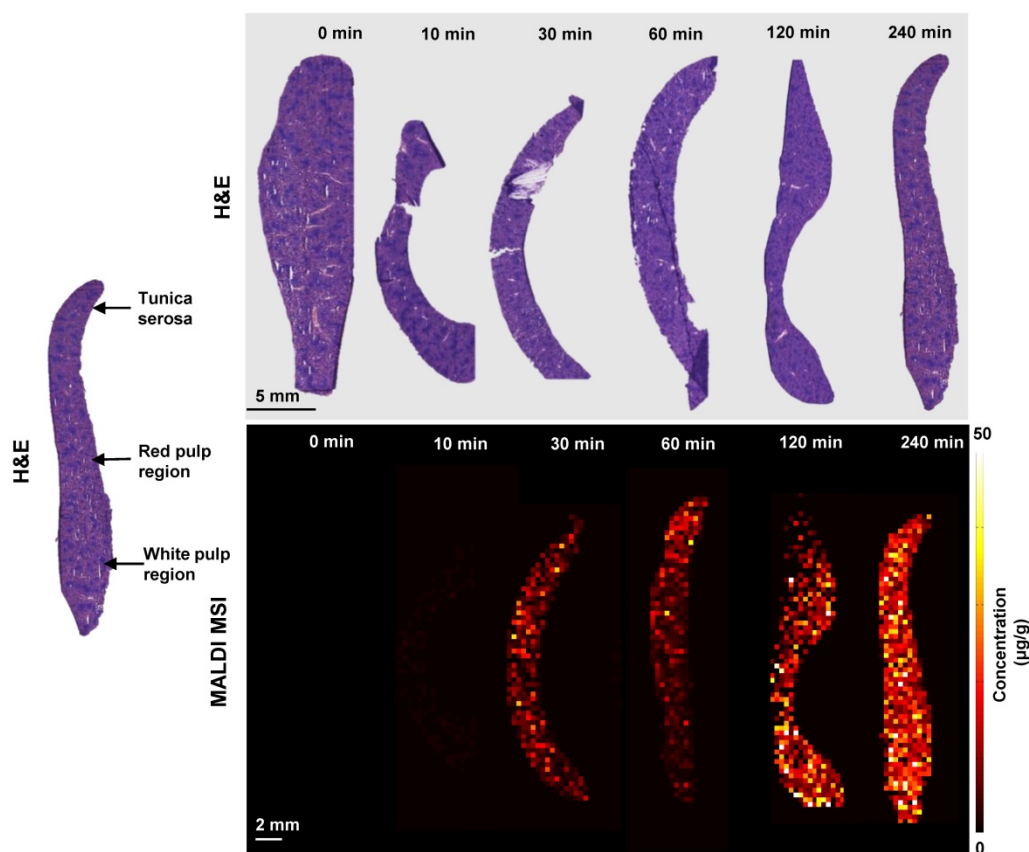 0 min 10 min 30 min 60 min 120 min 240 min
H&E
5 mm
H&E
Tunica
serosa
Red pulp
region
White pulp
region
0 min 10 min 30 min 60 min 120 min 240 min
MALDI MSI
2 mm
50
Concentration
(µg/g)
0